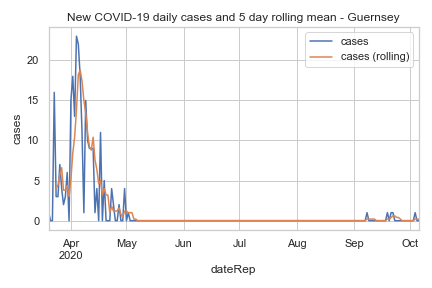 New COVID-19 daily cases and 5 day rolling mean - Guernsey
cases
cases (rolling)
cases
20
15
10
5
0
Apr
2020
May
Jun
Jul
Aug
Sep
Oct
dateRep